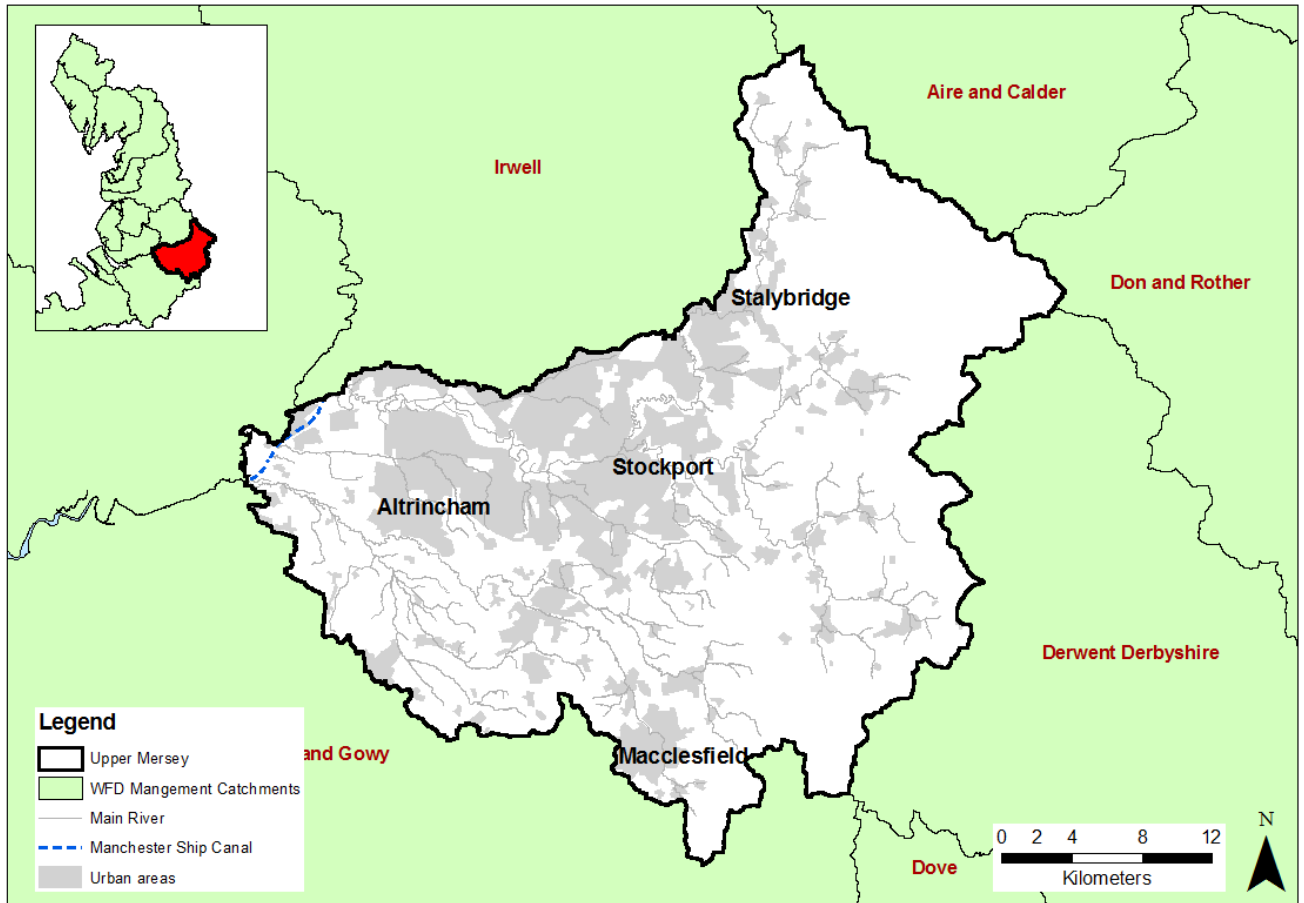 Aire and Calder
Irwell
Don and Rother
Stalybridge
Stockport
Altrincham
Derwent Derbyshire
Legend
Upper Mersey
WFD Mangement Catchments
Main River
Manchester Ship Canal
Urban areas
and Gowy
Macclesfield
Dove
0 2 4 8 12
Kilometers
N